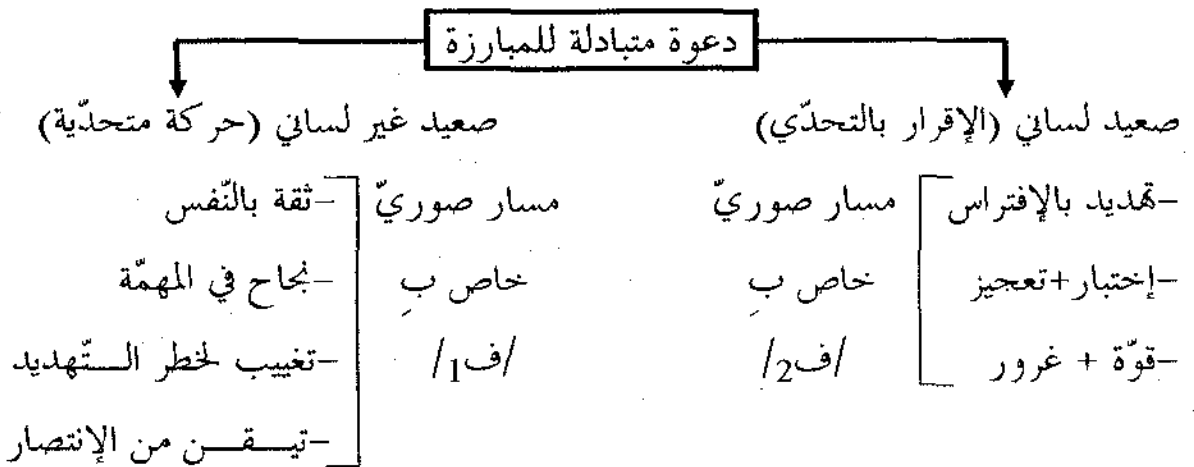 دعوة متبادلة للمبارزة
صعيد لساني (الإقرار بالتحدّي) صعيد غير لساني (حركة متحدّية)
-تهديد بالإفتراس مسار صوريّ مسار صوريّ -ثقة بالنّفس
-إختبار+تعجيز خاص بِ خاص بِ -نجاح في المهمّة
-قوّة + غرور /ف2/ /ف1/ -تغييب لخطر الـــتّهديد
-تيـــقـــن من الإنتصار